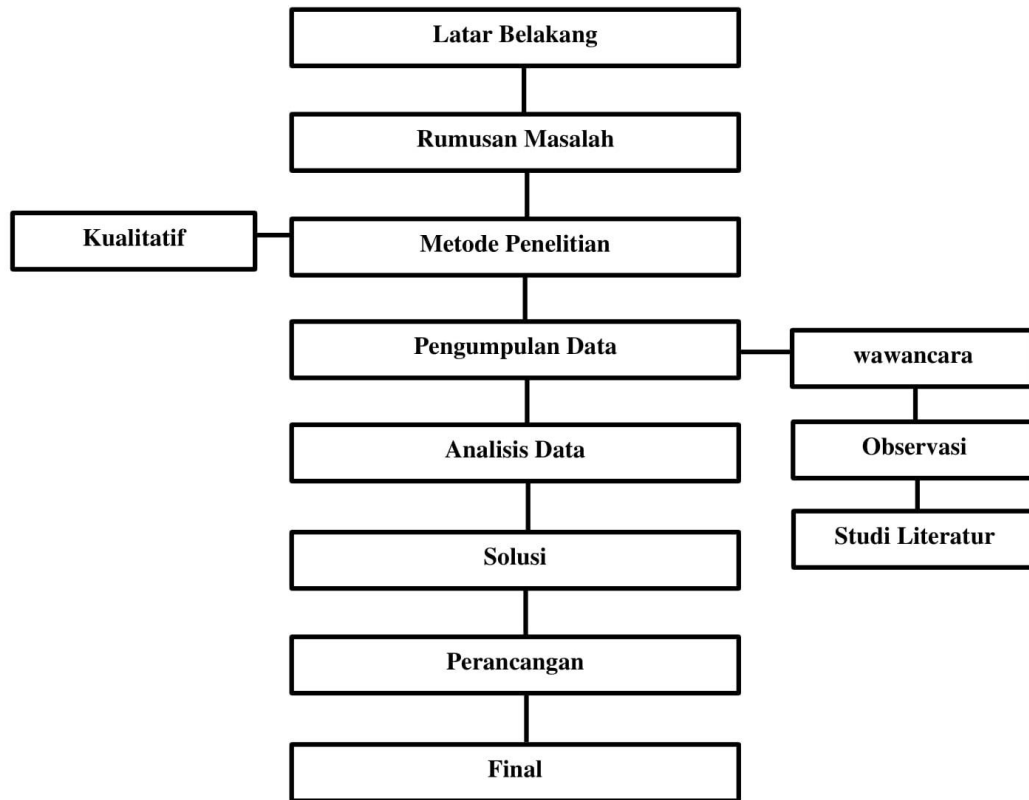 Latar Belakang
Rumusan Masalah
Kualitatif
Metode Penelitian
Pengumpulan Data
wawancara
Analisis Data
Observasi
Studi Literatur
Solusi
Perancangan
Final